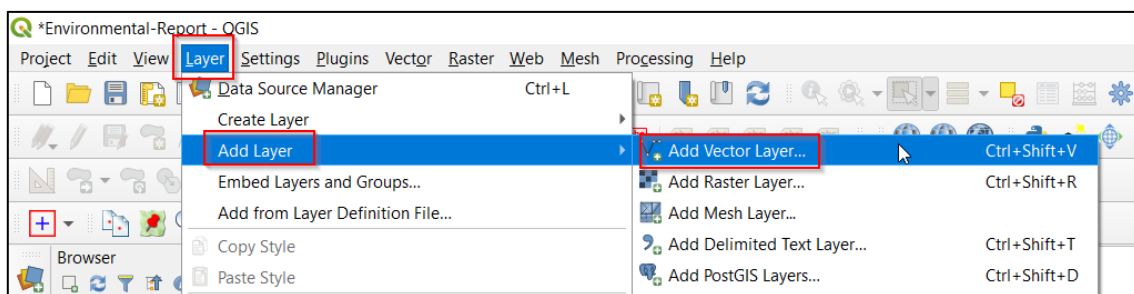 *Environmental-Report - QGIS
Project Edit View Layer Settings Plugins Vector Raster Web Mesh Processing Help
Data Source Manager Ctrl+L
Create Layer
Add Layer
Add Vector Layer... Ctrl+Shift+V
Embed Layers and Groups...
Add Raster Layer... Ctrl+Shift+R
Add from Layer Definition File...
Add Mesh Layer...
Copy Style
Add Delimited Text Layer... Ctrl+Shift+T
Browser
Paste Style
Add PostGIS Layers... Ctrl+Shift+D